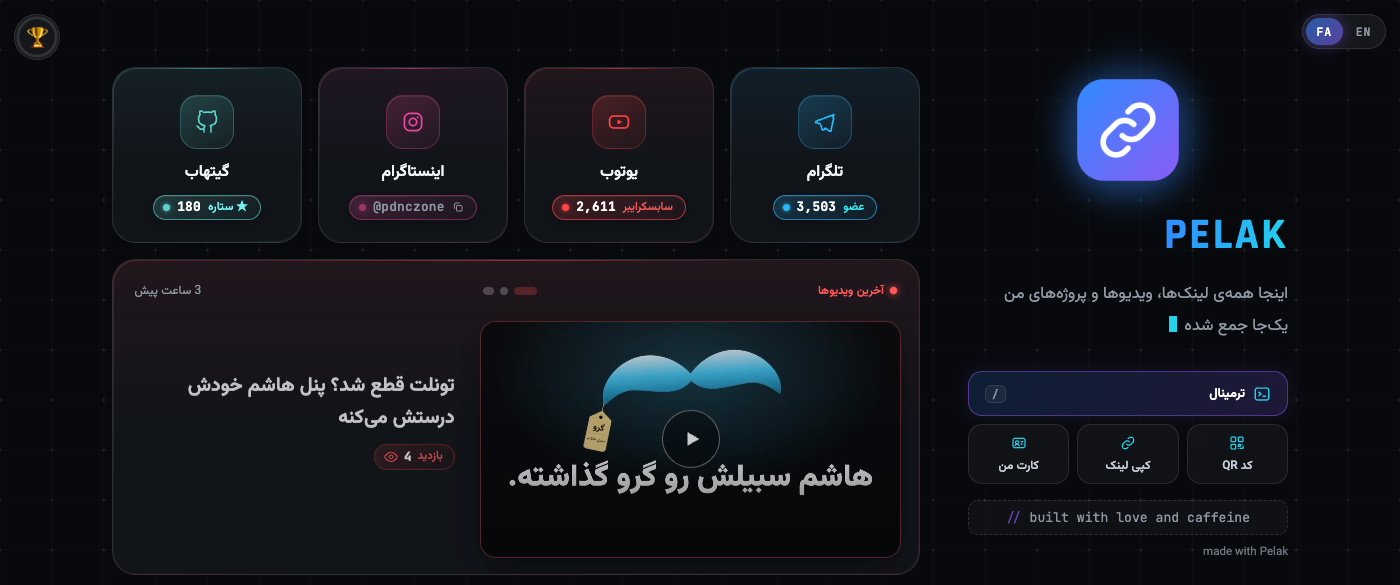 FA EN
PELAK
اینجا همه‌ی لینک‌ها، ویدیوها و پروژه‌های من
یک‌جا جمع شده
ترمینال /
کد QR
کپی لینک
کارت من
// built with love and caffeine
made with Pelak
تلگرام
3,503 عضو
یوتوب
2,611 سابسکرایبر
اینستاگرام
@pdnczone
گیتهاب
180 ستاره ★
آخرین ویدیوها
3 ساعت پیش
گرو
هاشم سبیلش رو گرو گذاشته.
تونلت قطع شد؟ پنل هاشم خودش
درستش می‌کنه
4 بازدید